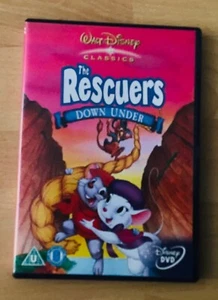 WALT DISNEY
CLASSICS
The
Rescuers
DOWN UNDER
U
DISNEY
DVD